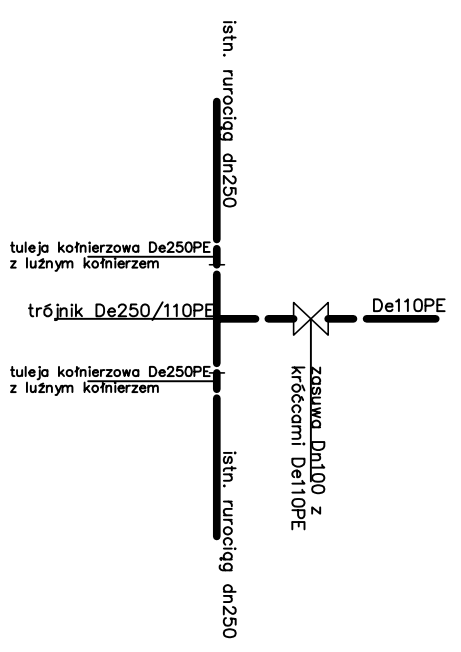 istn. rurociąg dn250
tuleja kołnierzowa De250PE
z luźnym kołnierzem
trójnik De250/110PE
De110PE
tuleja kołnierzowa De250PE
z luźnym kołnierzem
zasuwa Dn100 z
króćcami De110PE
istn. rurociąg dn250